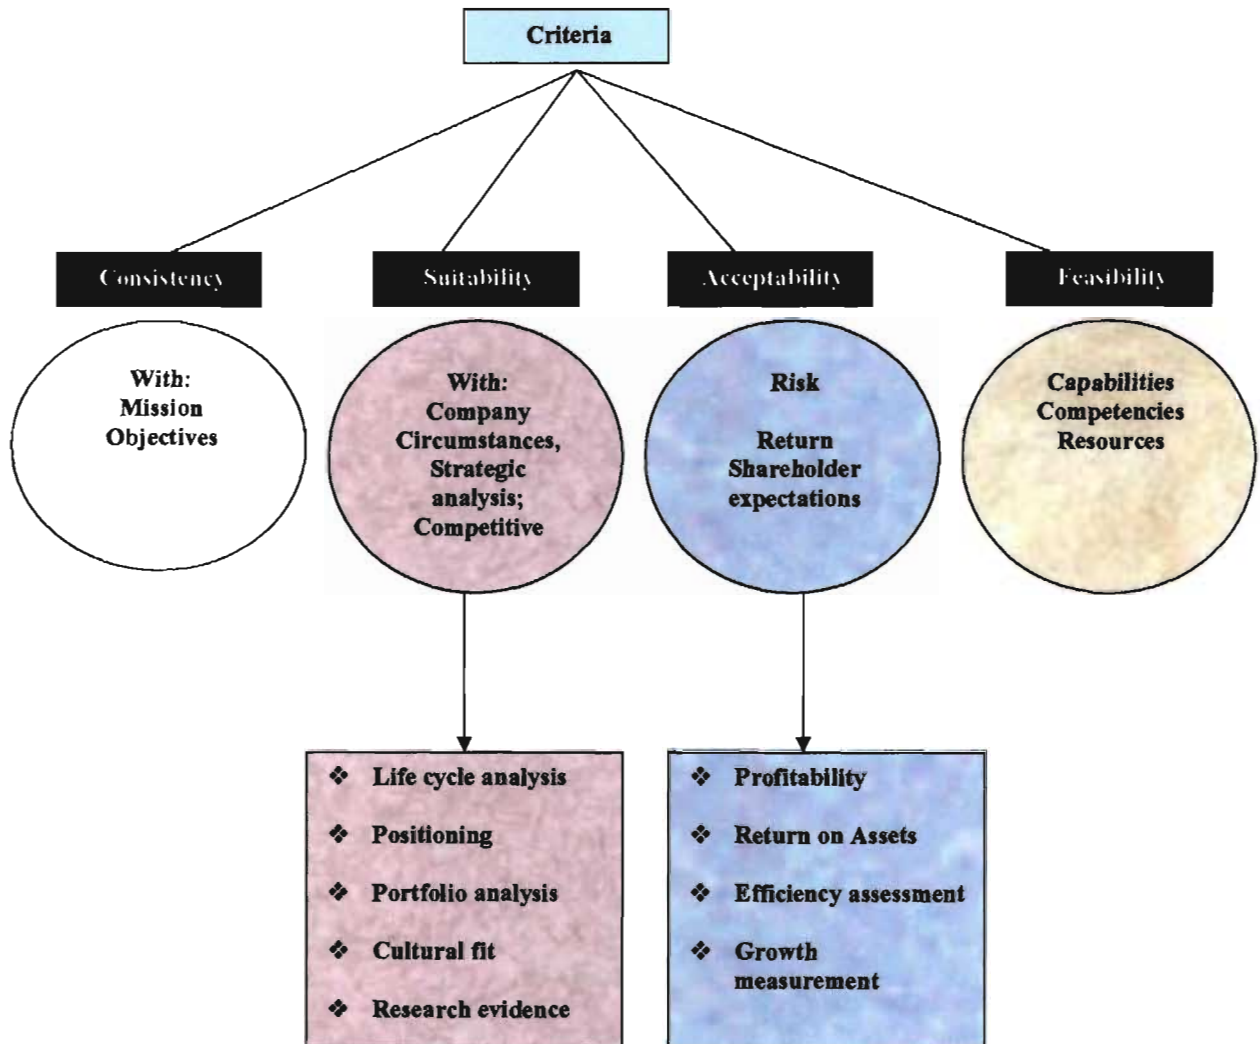 Criteria
Consistency
Suitability
Acceptability
Feasibility
With:
Mission
Objectives
With:
Company
Circumstances,
Strategic
analysis;
Competitive
Risk
Return
Shareholder
expectations
Capabilities
Competencies
Resources
❖ Life cycle analysis
❖ Positioning
❖ Portfolio analysis
❖ Cultural fit
❖ Research evidence
❖ Profitability
❖ Return on Assets
❖ Efficiency assessment
❖ Growth
measurement